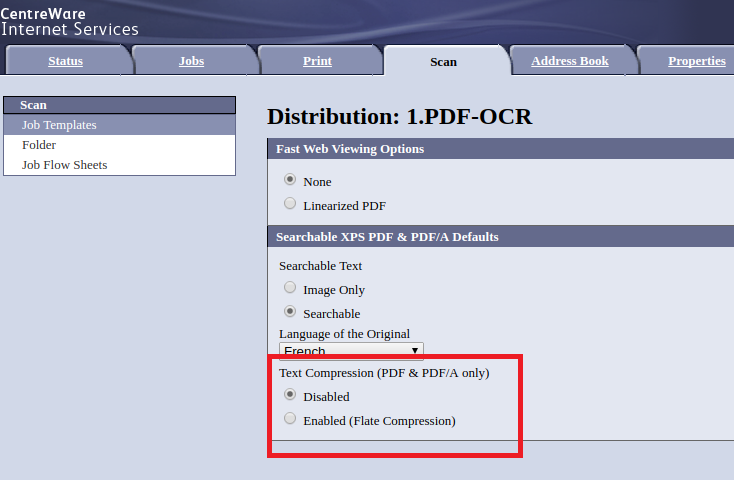 CentreWare
Internet Services
Status Jobs Print Scan Address Book Properties
Scan
Job Templates
Folder
Job Flow Sheets
Distribution: 1.PDF-OCR
Fast Web Viewing Options
None
Linearized PDF
Searchable XPS PDF & PDF/A Defaults
Searchable Text
Image Only
Searchable
Language of the Original
French
Text Compression (PDF & PDF/A only)
Disabled
Enabled (Flate Compression)